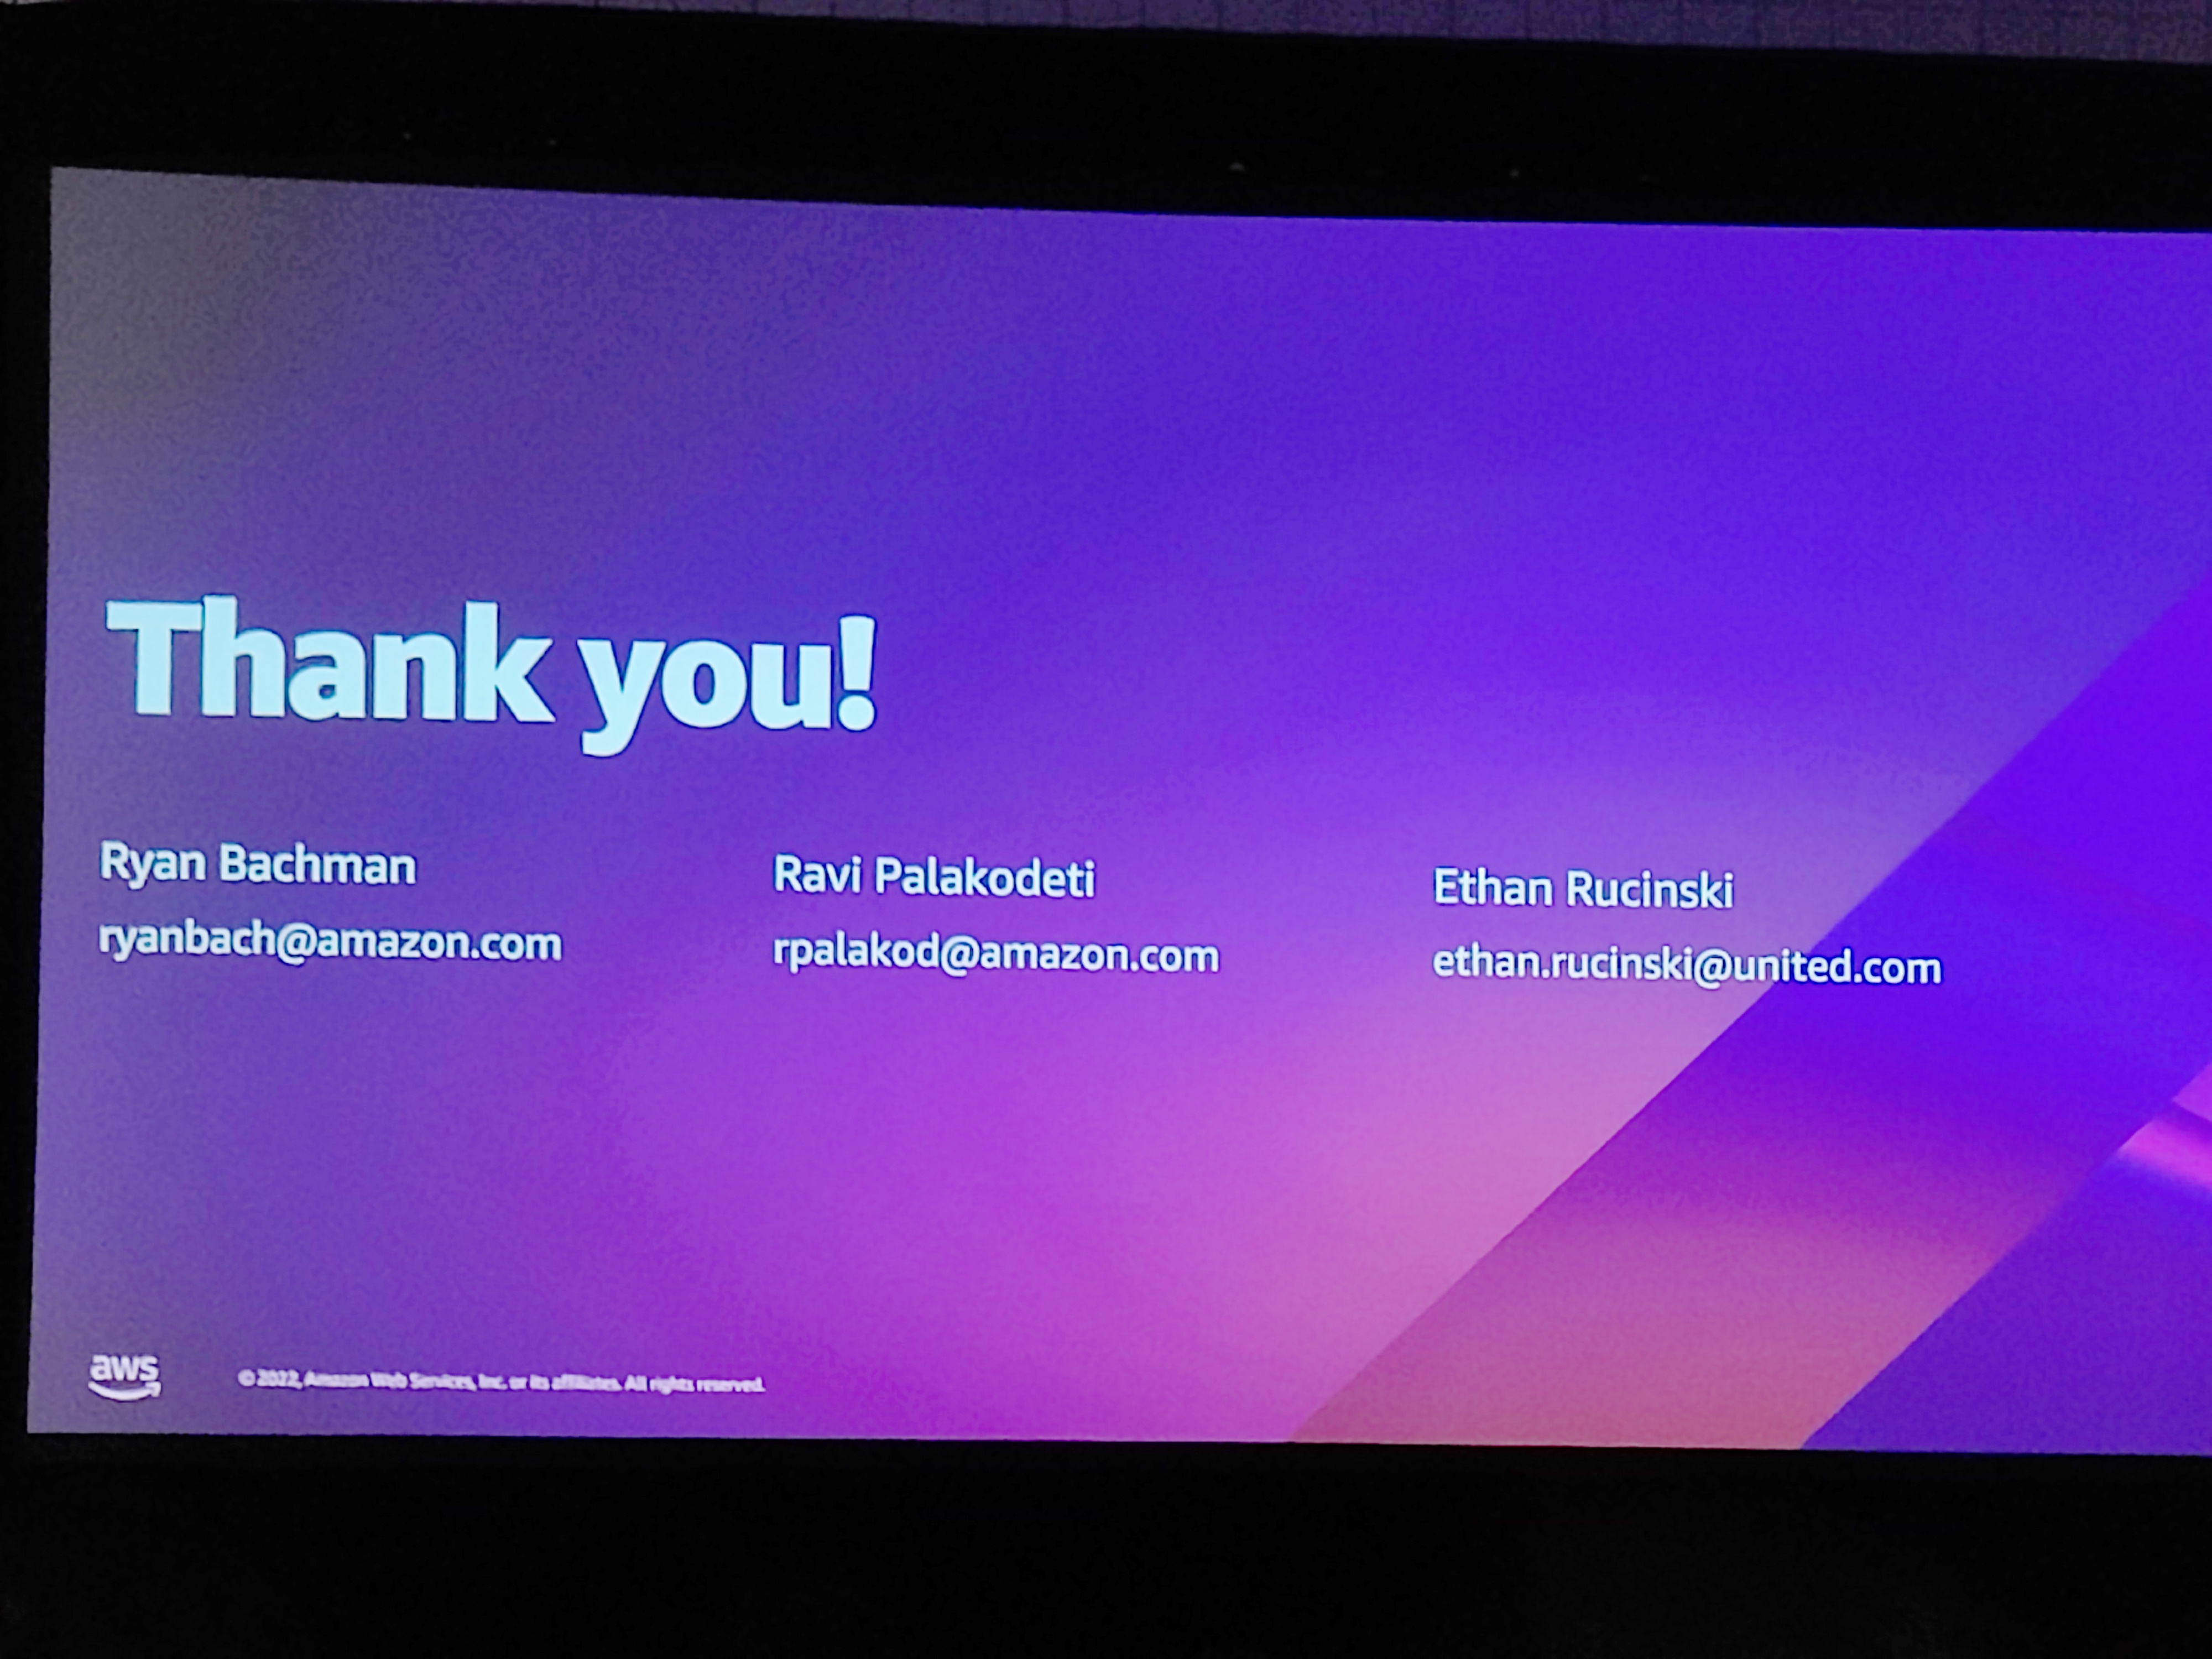 Thank you!
Ryan Bachman
ryanbach@amazon.com
Ravi Palakodeti
rpalakod@amazon.com
Ethan Rucinski
ethan.rucinski@united.com
aws
© 2022, Amazon Web Services, Inc. or its affiliates. All rights reserved.